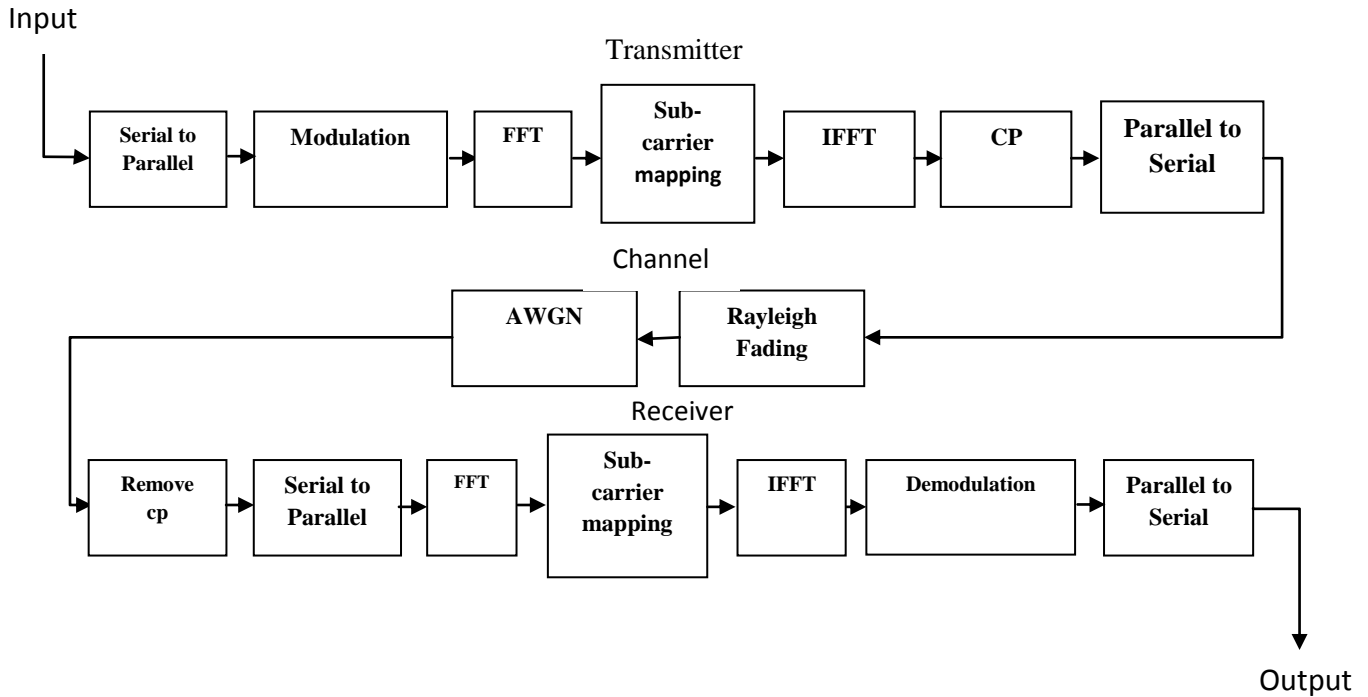 Input
Transmitter
Serial to
Parallel
Modulation
FFT
Sub-
carrier
mapping
IFFT
CP
Parallel to
Serial
Channel
AWGN
Rayleigh
Fading
Receiver
Remove
cp
Serial to
Parallel
FFT
Sub-
carrier
mapping
IFFT
Demodulation
Parallel to
Serial
Output